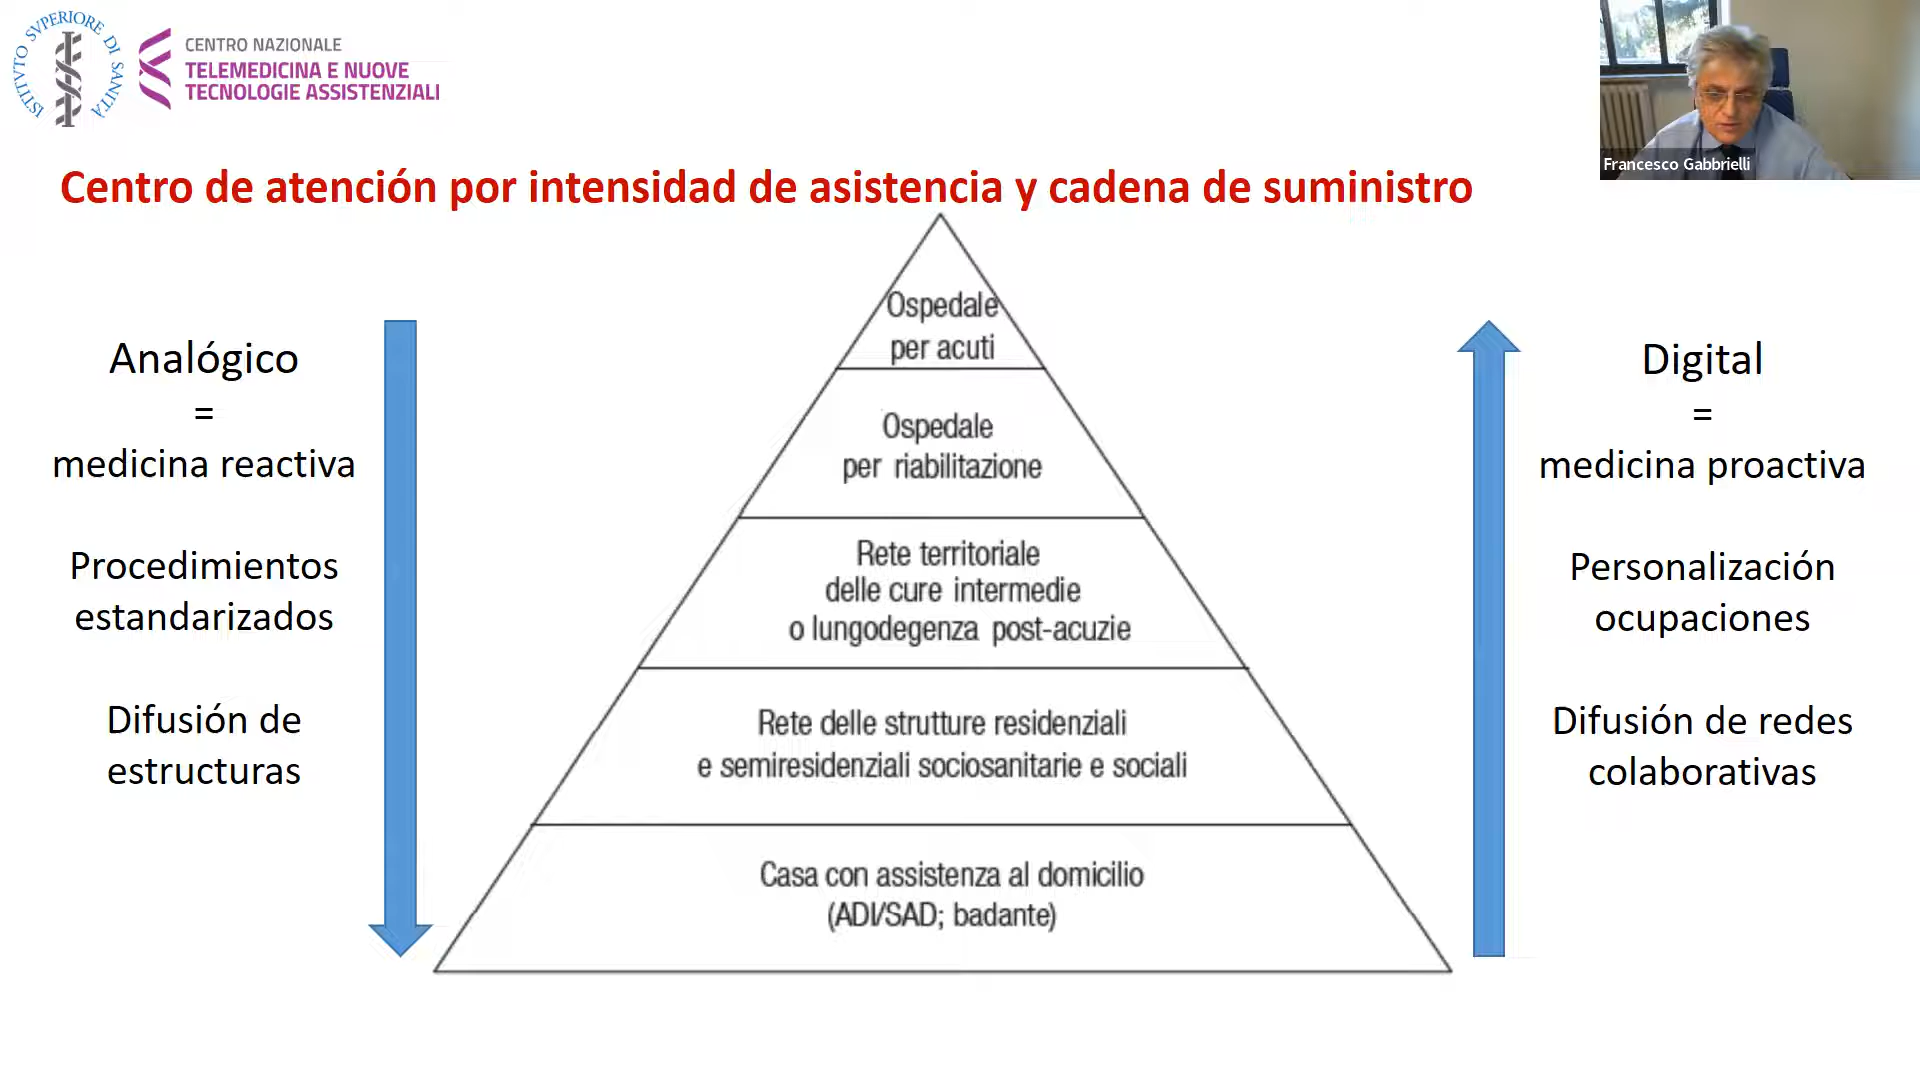 ISTITVTO SVPERIORE DI SANITÀ
CENTRO NAZIONALE
TELEMEDICINA E NUOVE
TECNOLOGIE ASSISTENZIALI
Francesco Gabbrielli
Centro de atención por intensidad de asistencia y cadena de suministro
Analógico
=
medicina reactiva
Procedimientos
estandarizados
Difusión de
estructuras
Ospedale
per acuti
Ospedale
per riabilitazione
Rete territoriale
delle cure intermedie
o lungodegenza post-acuzie
Rete delle strutture residenziali
e semiresidenziali sociosanitarie e sociali
Casa con assistenza al domicilio
(ADI/SAD; badante)
Digital
=
medicina proactiva
Personalización
ocupaciones
Difusión de redes
colaborativas